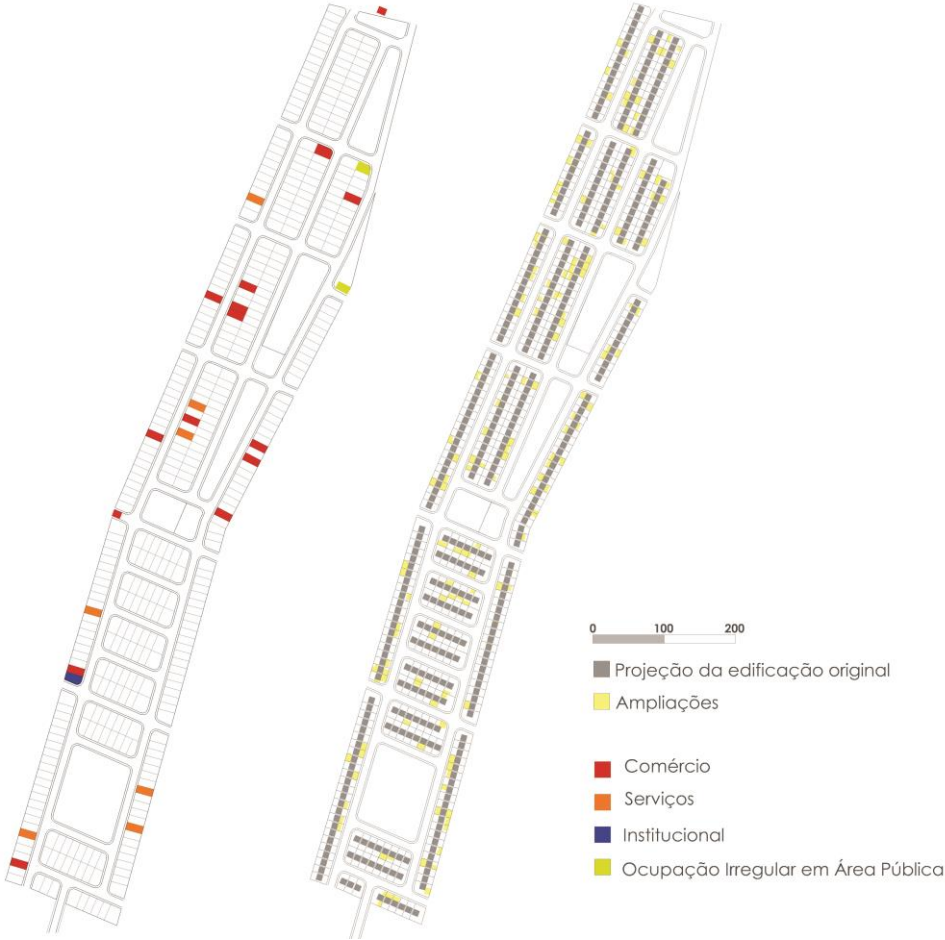 0 100 200
Projeção da edificação original
Ampliações
Comércio
Serviços
Institucional
Ocupação Irregular em Área Pública